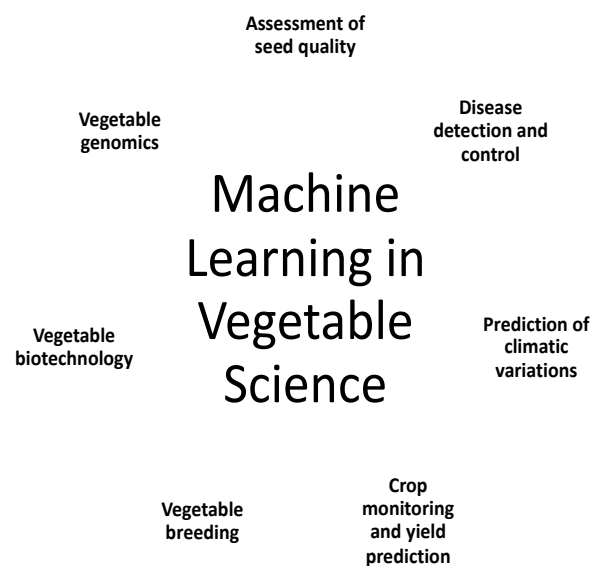 Assessment of
seed quality
Disease
detection and
control
Prediction of
climatic
variations
Crop
monitoring
and yield
prediction
Vegetable
breeding
Vegetable
biotechnology
Vegetable
genomics
Machine
Learning in
Vegetable
Science